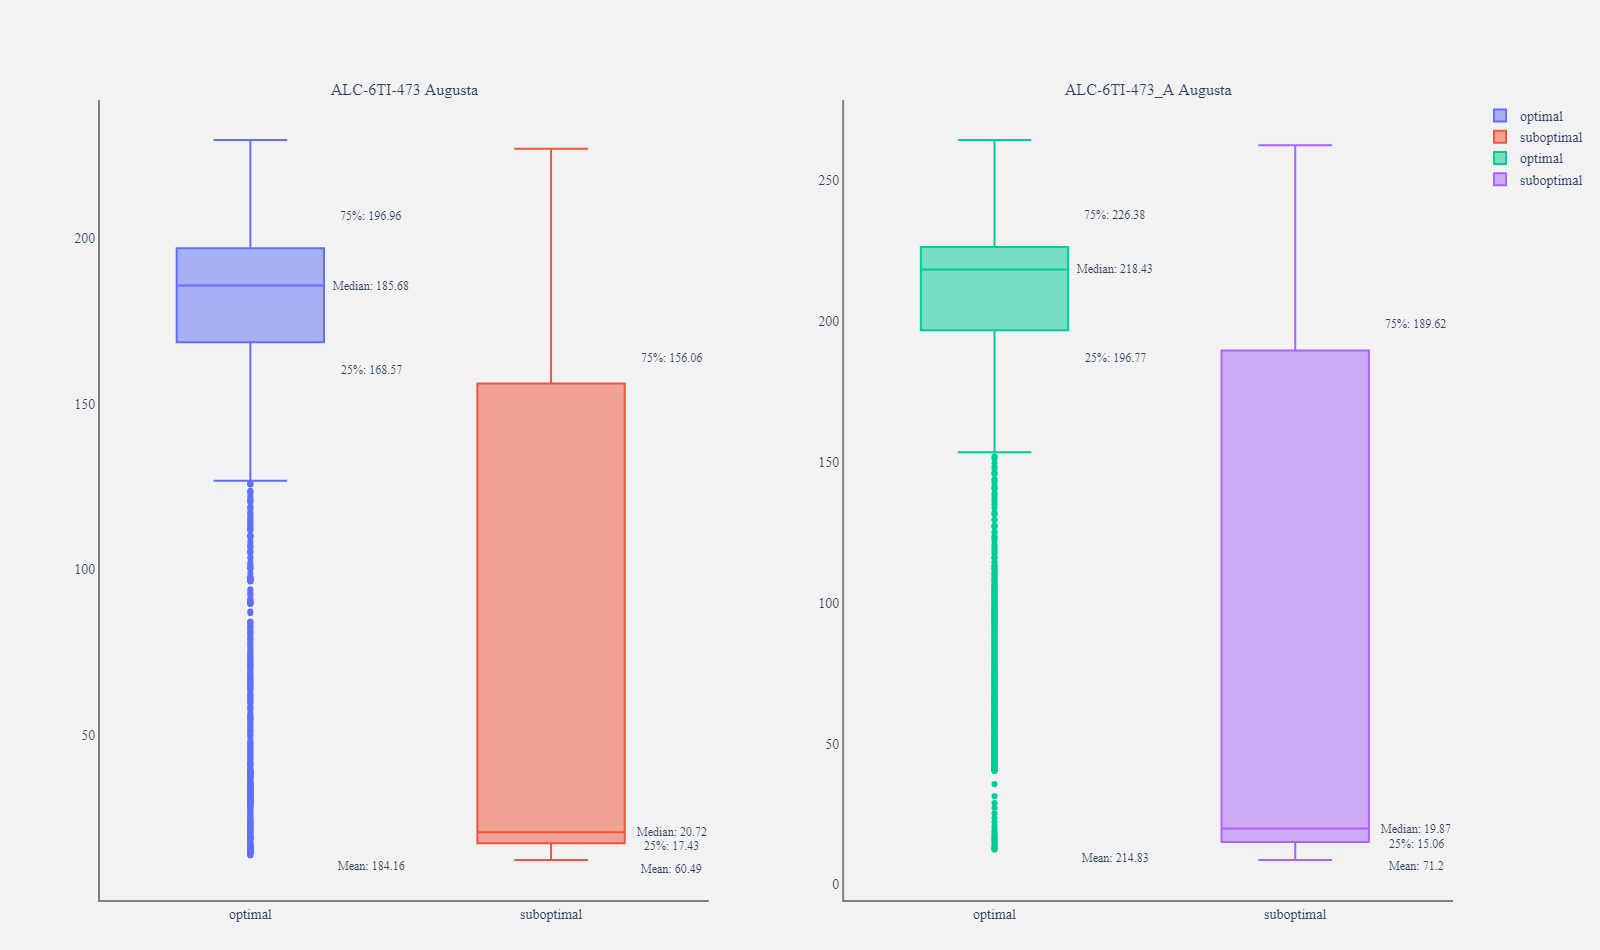 ALC-6TI-473 Augusta
200
150
100
50
75%: 196.96
Median: 185.68
25%: 168.57
Mean: 184.16
75%: 156.06
Median: 20.72
25%: 17.43
Mean: 60.49
optimal
suboptimal
ALC-6TI-473_A Augusta
250
200
150
100
50
0
75%: 226.38
Median: 218.43
25%: 196.77
Mean: 214.83
75%: 189.62
Median: 19.87
25%: 15.06
Mean: 71.2
optimal
suboptimal
optimal
suboptimal
optimal
suboptimal